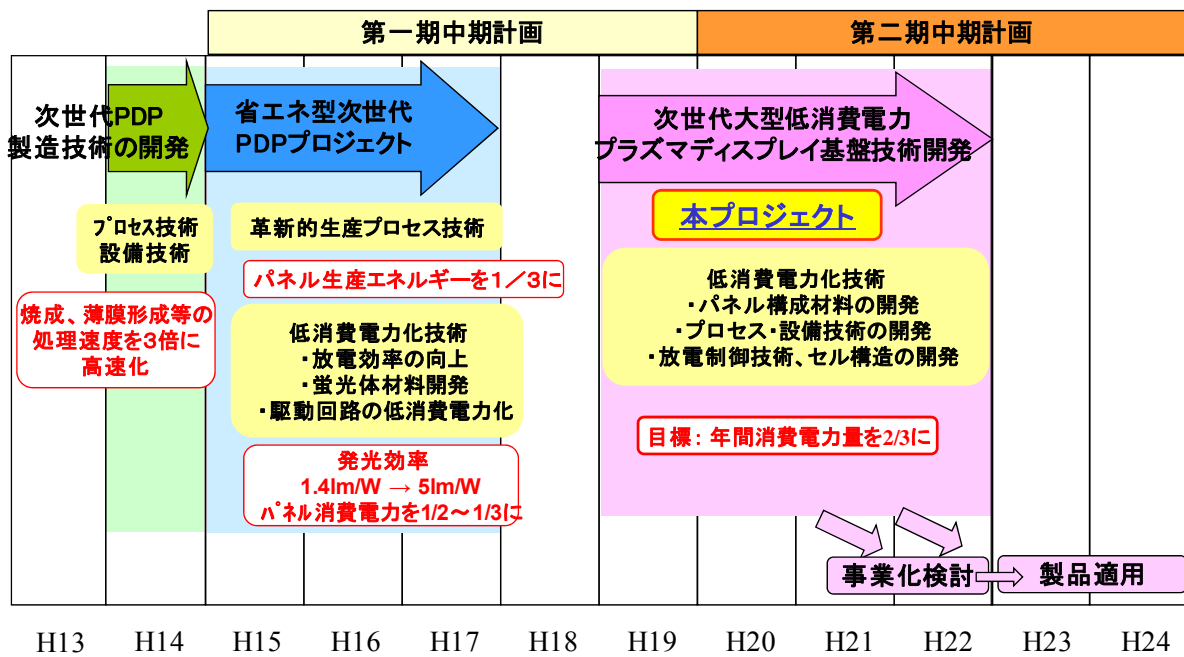 第一期中期計画
第二期中期計画
次世代PDP
製造技術の開発
省エネ型次世代
PDPプロジェクト
次世代大型低消費電力
プラズマディスプレイ基盤技術開発
本プロジェクト
ﾌﾟﾛｾｽ技術
設備技術
焼成、薄膜形成等の
処理速度を3倍に
高速化
革新的生産プロセス技術
パネル生産エネルギーを1/3に
低消費電力化技術
・放電効率の向上
・蛍光体材料開発
・駆動回路の低消費電力化
発光効率
1.4lm/W → 5lm/W
ﾊﾟﾈﾙ消費電力を1/2～1/3に
低消費電力化技術
・パネル構成材料の開発
・プロセス・設備技術の開発
・放電制御技術、セル構造の開発
目標： 年間消費電力量を2/3に
事業化検討
製品適用
H13 H14 H15 H16 H17 H18 H19 H20 H21 H22 H23 H24